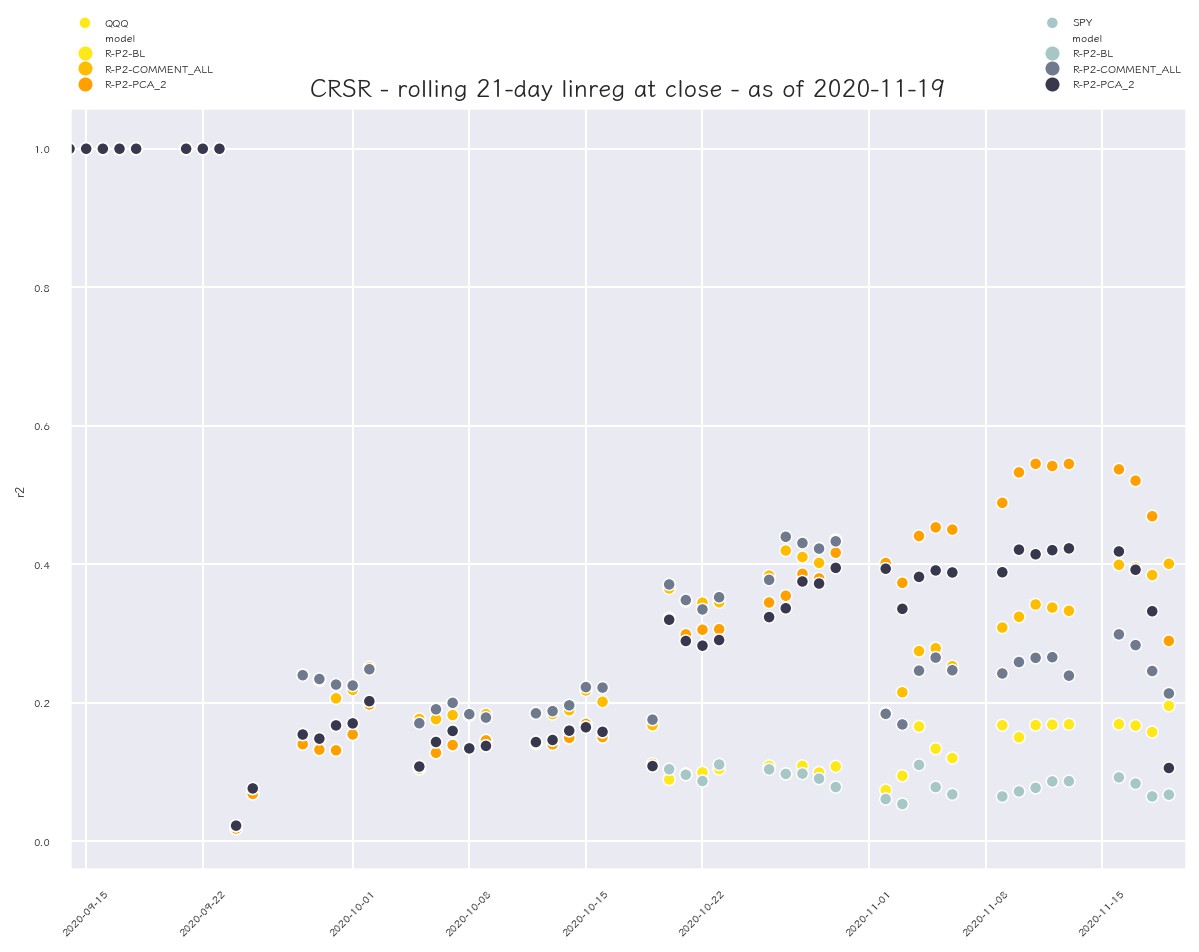 QQQ
model
R-P2-BL
R-P2-COMMENT_ALL
R-P2-PCA_2
SPY
model
R-P2-BL
R-P2-COMMENT_ALL
R-P2-PCA_2
CRSR - rolling 21-day linreg at close - as of 2020-11-19
1.0
0.8
0.6
r2
0.4
0.2
0.0
2020-09-15
2020-09-22
2020-10-01
2020-10-08
2020-10-15
2020-10-22
2020-11-01
2020-11-08
2020-11-15